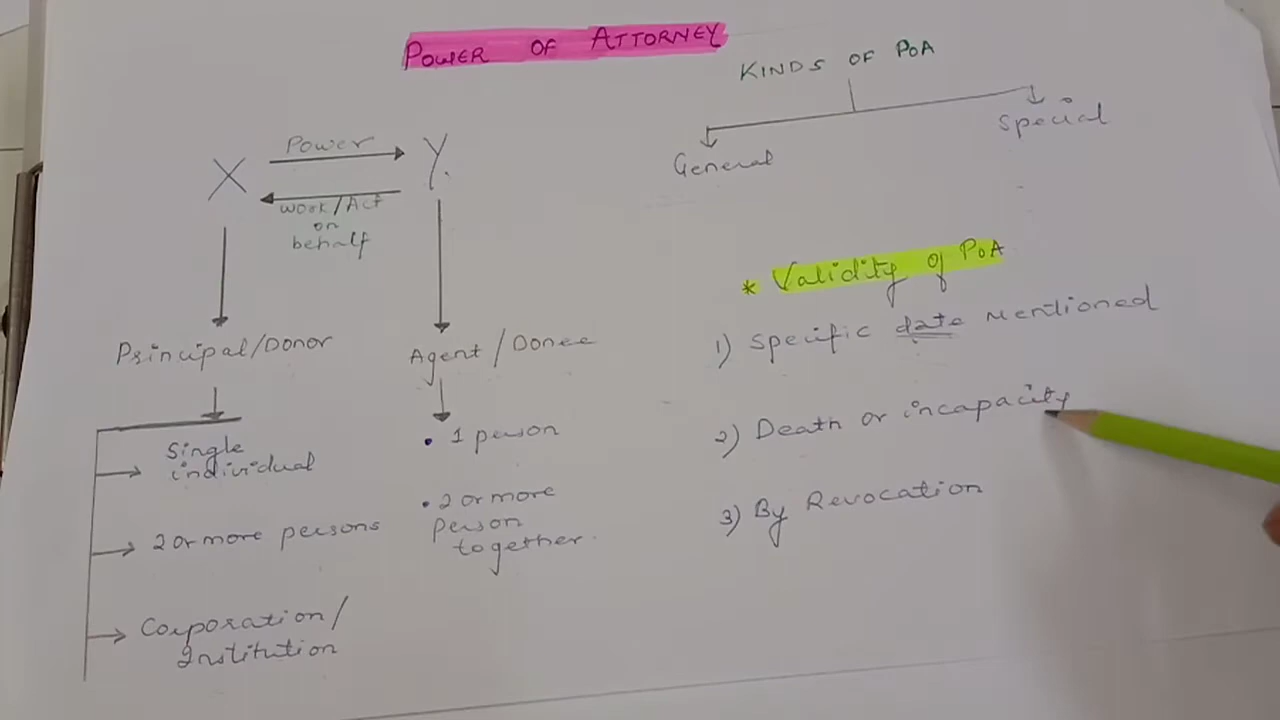 POWER OF ATTORNEY
X
Power
Y.
Work/Act
on
behalf
Principal/Donor
Agent/Donee
Single
individual
2 or more persons
Corporation/
Institution
• 1 person
• 2 or more
person
together.
KINDS OF POA
General
Special
* Validity of POA
1) Specific date Mentioned
2) Death or incapacity
3) By Revocation